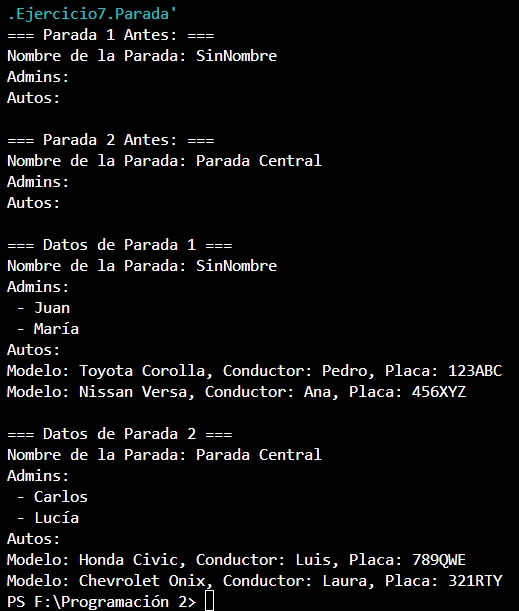 .Ejercicio7.Parada'
=== Parada 1 Antes: ===
Nombre de la Parada: SinNombre
Admins:
Autos:

=== Parada 2 Antes: ===
Nombre de la Parada: Parada Central
Admins:
Autos:

=== Datos de Parada 1 ===
Nombre de la Parada: SinNombre
Admins:
 - Juan
 - María
Autos:
Modelo: Toyota Corolla, Conductor: Pedro, Placa: 123ABC
Modelo: Nissan Versa, Conductor: Ana, Placa: 456XYZ

=== Datos de Parada 2 ===
Nombre de la Parada: Parada Central
Admins:
 - Carlos
 - Lucía
Autos:
Modelo: Honda Civic, Conductor: Luis, Placa: 789QWE
Modelo: Chevrolet Onix, Conductor: Laura, Placa: 321RTY
PS F:\Programación 2>